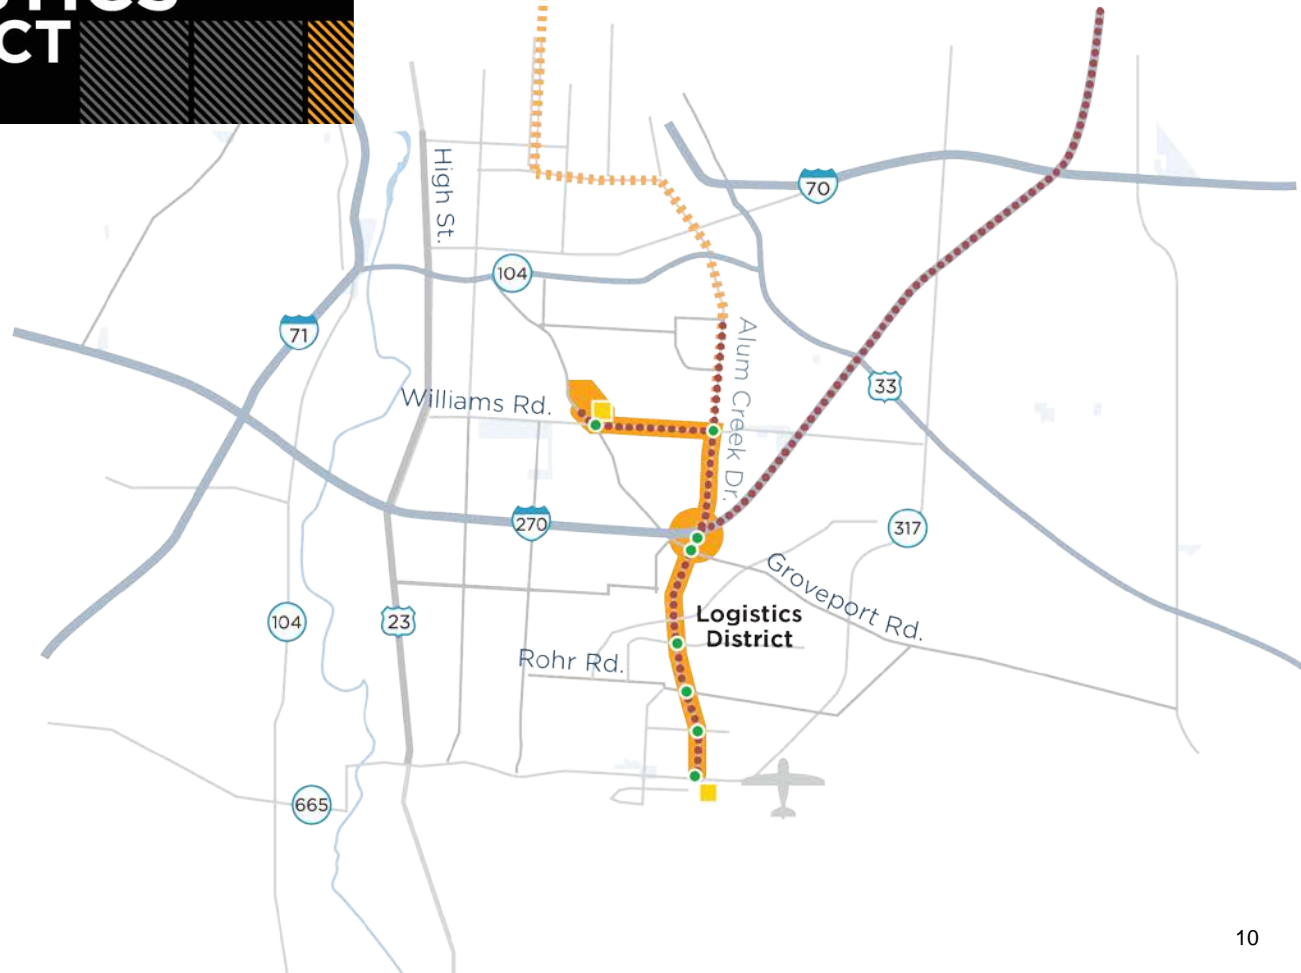 CT
High St.
70
104
71
Alum Creek Dr.
33
Williams Rd.
270
317
Groveport Rd.
104
23
Logistics
District
Rohr Rd.
665
10